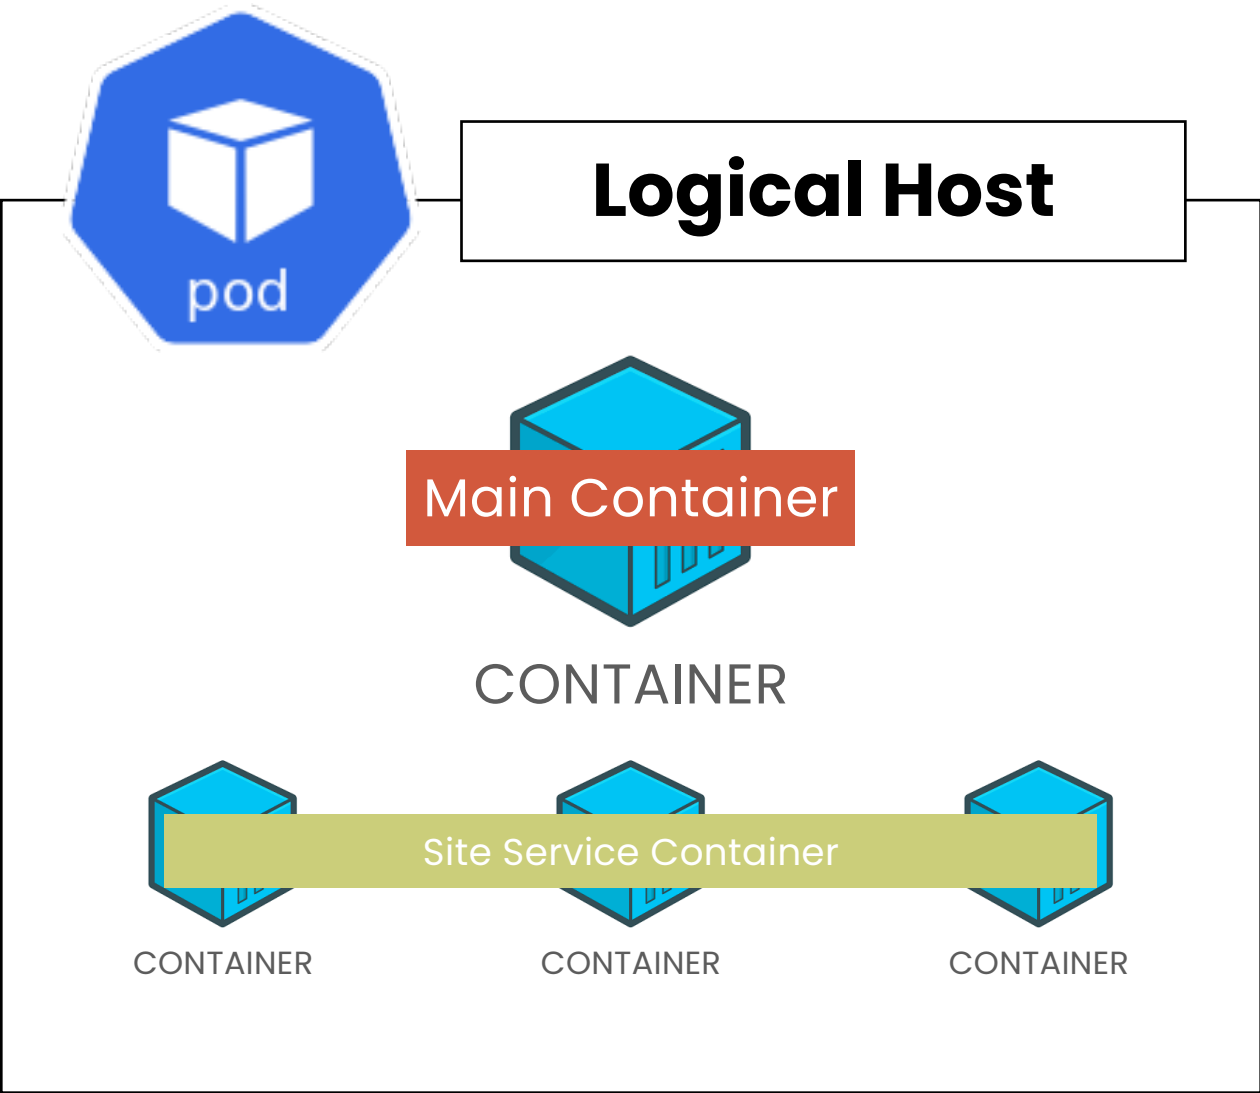 Logical Host
pod
Main Container
CONTAINER
Site Service Container
CONTAINER
CONTAINER
CONTAINER